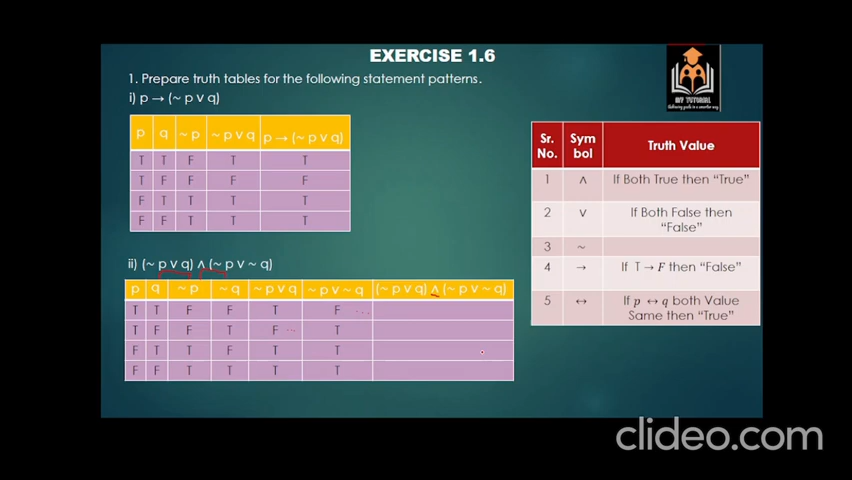 EXERCISE 1.6
1. Prepare truth tables for the following statement patterns.
i) p → (~ p ∨ q)
p q ~ p ~ p ∨ q p → (~ p ∨ q)
T T F T T
T F F F F
F T T T T
F F T T T
ii) (~ p ∨ q) ∧ (~ p ∨ ~ q)
p q ~ p ~ q ~ p ∨ q ~ p ∨ ~ q (~ p ∨ q) ∧ (~ p ∨ ~ q)
T T F F T F
T F F T F T
F T T F T T
F F T T T T
MY TUTORIAL
Sr. No. Symbol Truth Value
1 ∧ If Both True then “True”
2 ∨ If Both False then
“False”
3 ~
4 → If T → F then “False”
5 ↔ If p ↔ q both Value
Same then “True”
clideo.com